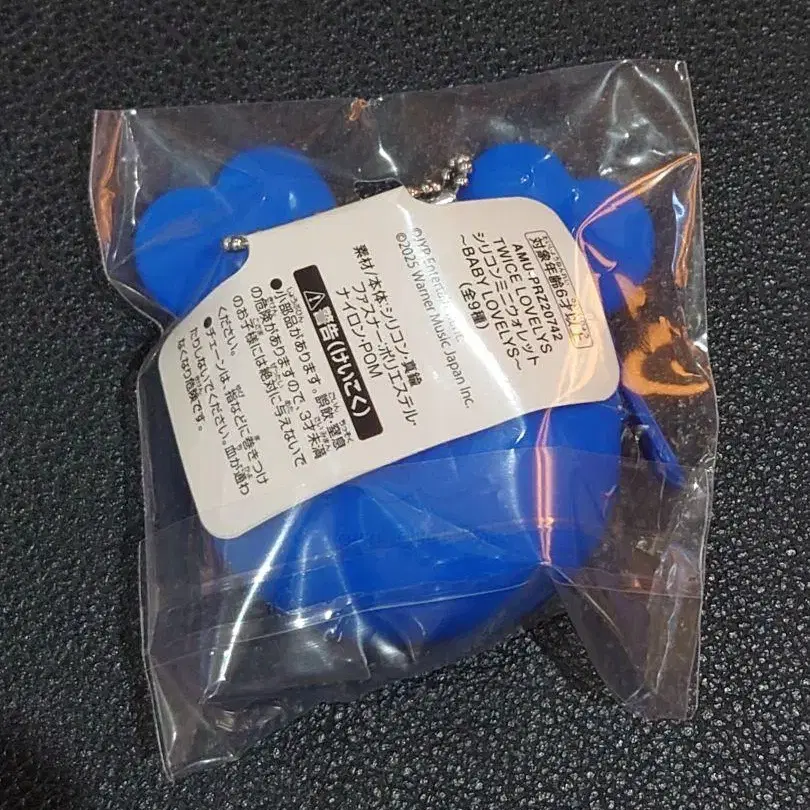 対象年齢6才以上
AMU-PRZ20742
TWICE LOVELYS
シリコンミニウォレット
～BABY LOVELYS～
(全9種)
©JYP Entertainment.
©2025 Warner Music Japan Inc.
素材/本体:シリコン・真鍮
ファスナー:ポリエステル・
ナイロン・POM
警告(けいこく)
●小部品があります。誤飲・窒息
の危険がありますので、3才未満
のお子様には絶対に与えないで
ください。
●チェーンは、指などに巻きつけ
たりしないでください。血が通わ
なくなり危険です。